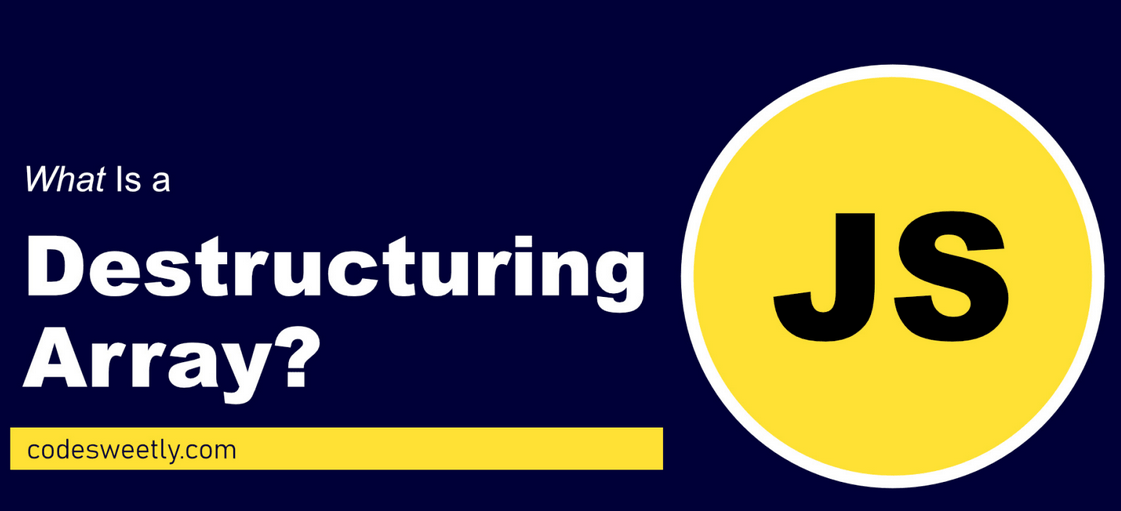 What Is a
Destructuring
Array?
codesweetly.com
JS